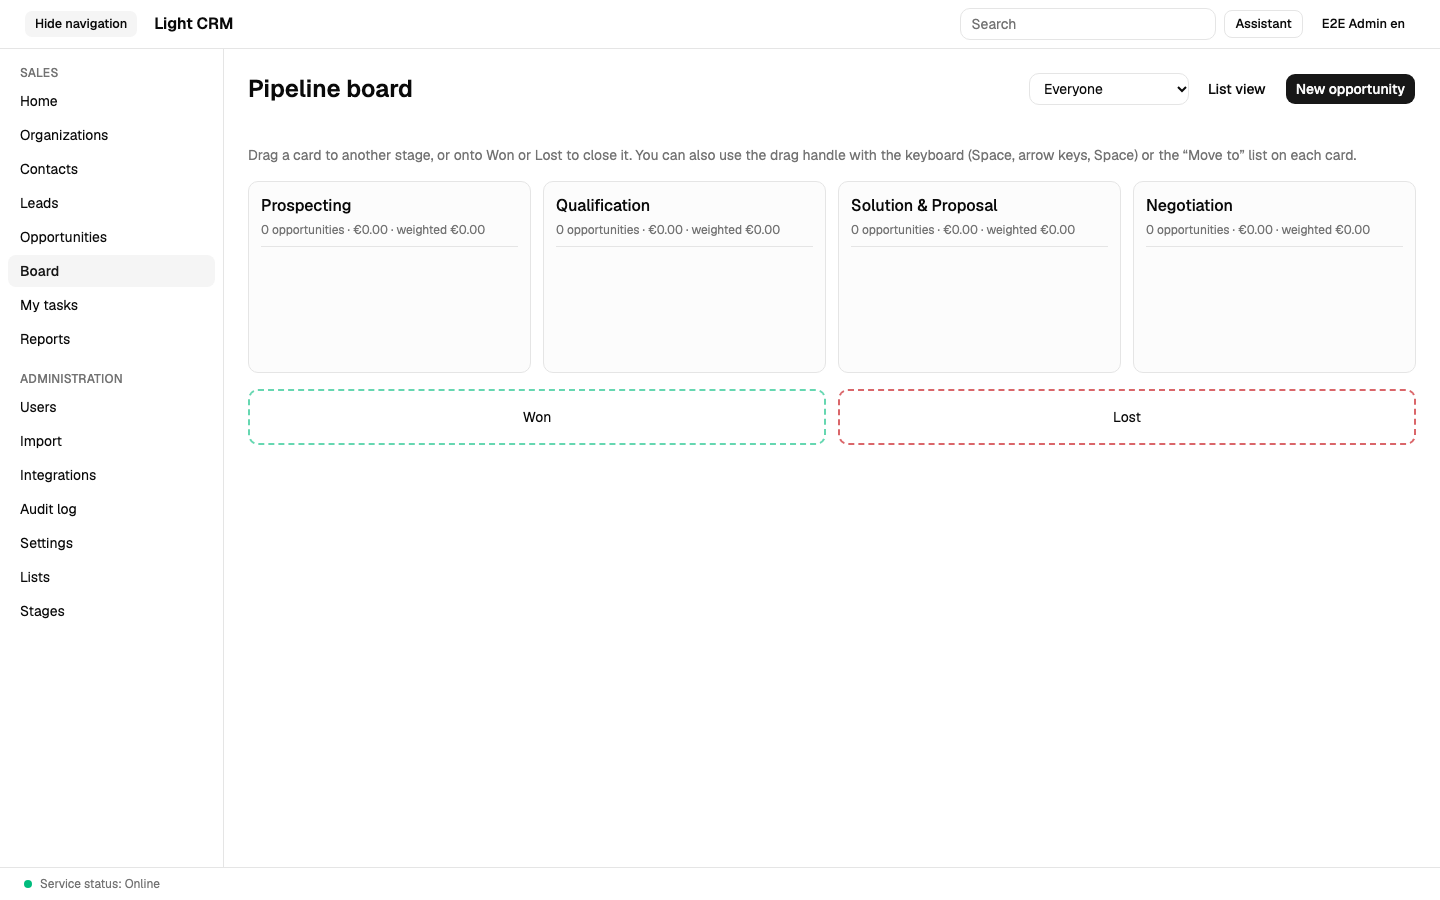 Hide navigation
Light CRM
Search
Assistant
E2E Admin en
SALES
Home
Organizations
Contacts
Leads
Opportunities
Board
My tasks
Reports
ADMINISTRATION
Users
Import
Integrations
Audit log
Settings
Lists
Stages
Pipeline board
Everyone
List view
New opportunity
Drag a card to another stage, or onto Won or Lost to close it. You can also use the drag handle with the keyboard (Space, arrow keys, Space) or the “Move to” list on each card.
Prospecting
0 opportunities · €0.00 · weighted €0.00
Qualification
0 opportunities · €0.00 · weighted €0.00
Solution & Proposal
0 opportunities · €0.00 · weighted €0.00
Negotiation
0 opportunities · €0.00 · weighted €0.00
Won
Lost
Service status: Online